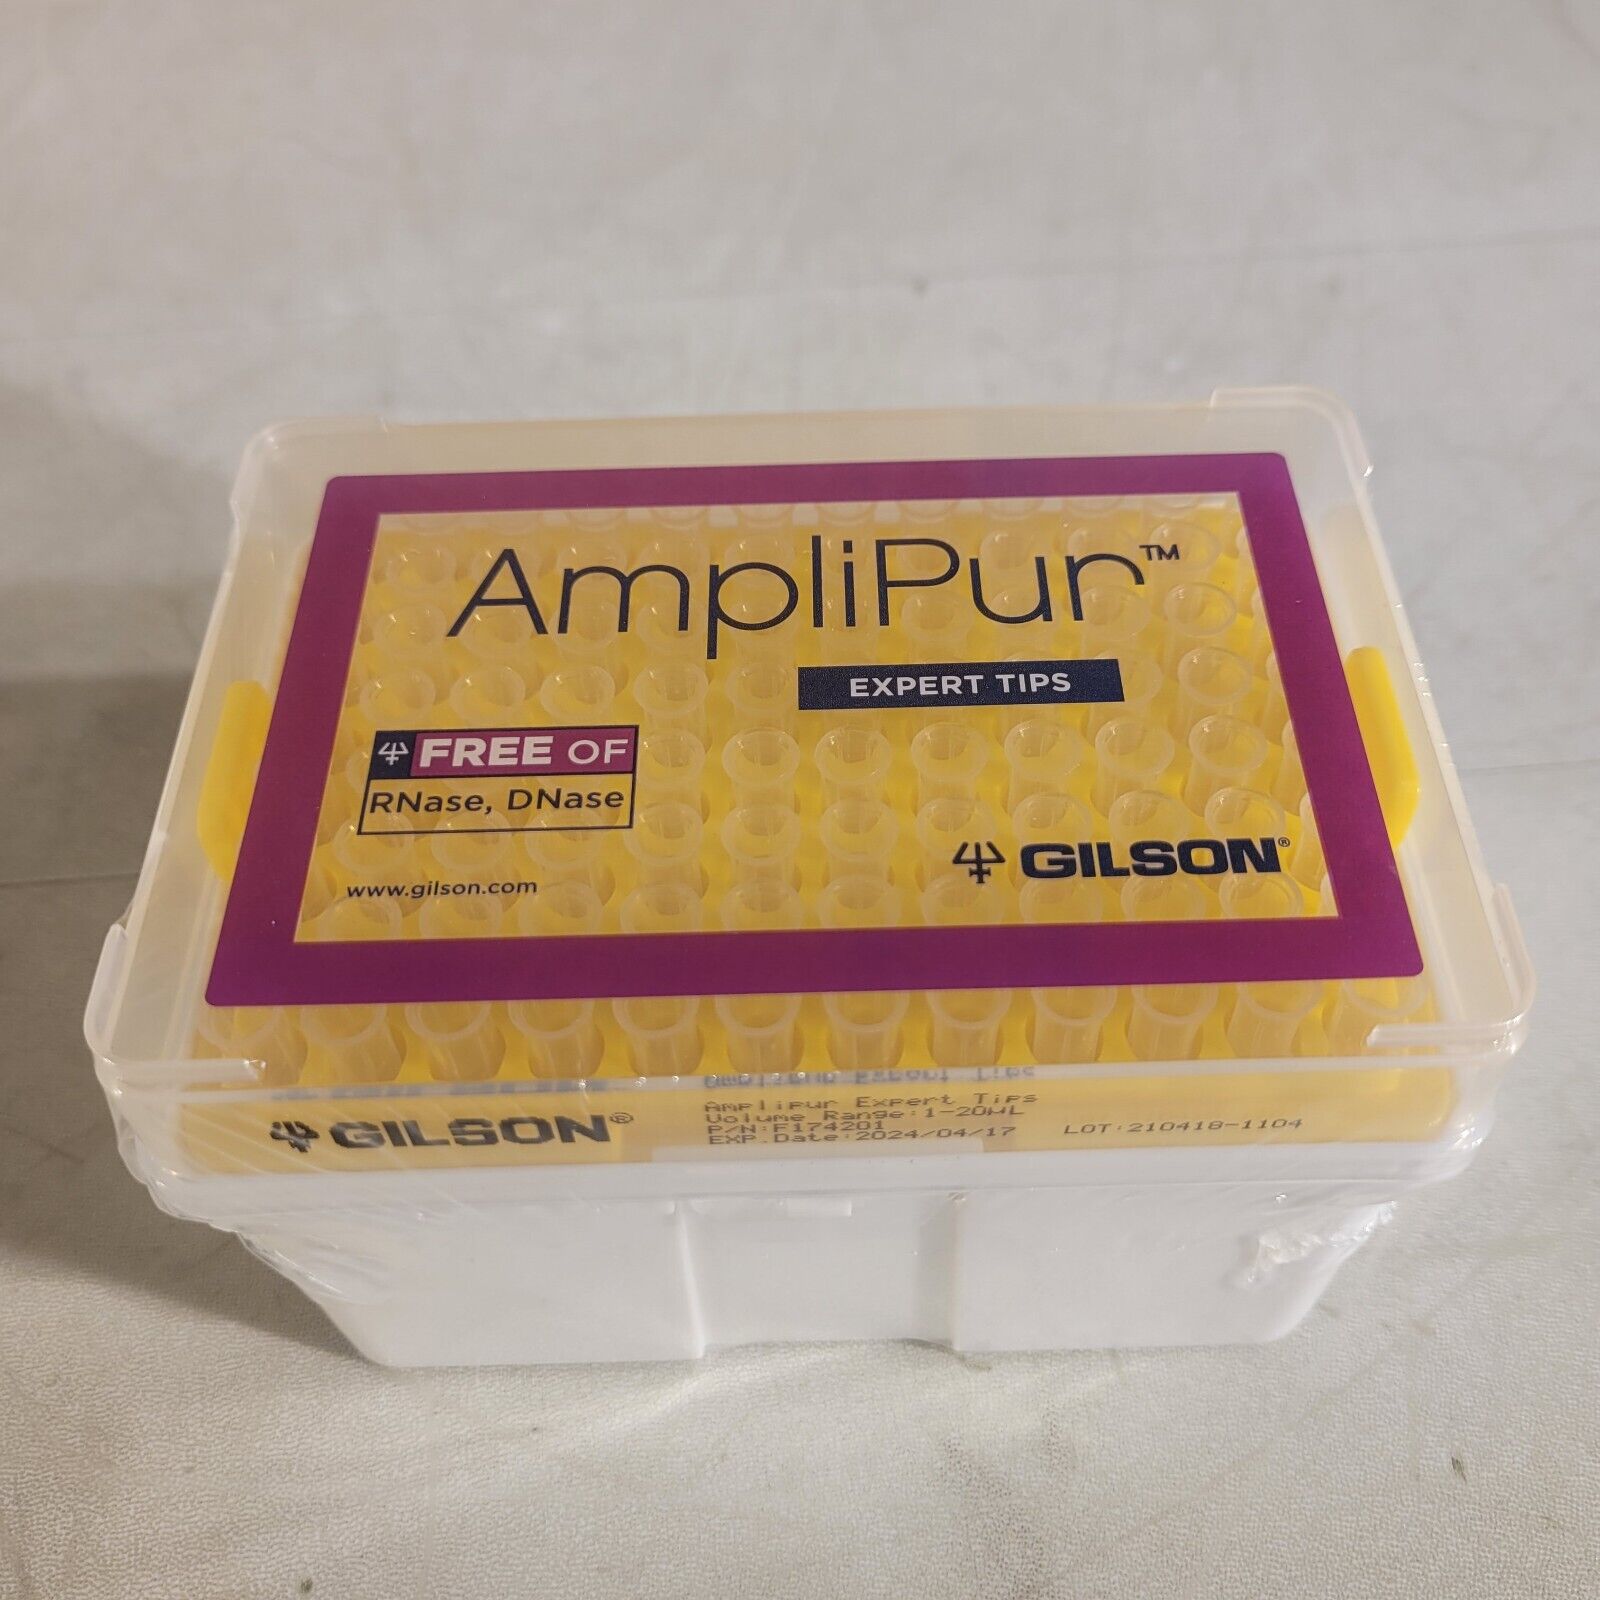 AmpliPur™
EXPERT TIPS
FREE OF
RNase, DNase
GILSON®
www.gilson.com
GILSON®
Amplipur Expert Tips
Volume Range:1-20µL
P/N:F174201
EXP.Date:2024/04/17
LOT:210418-1104